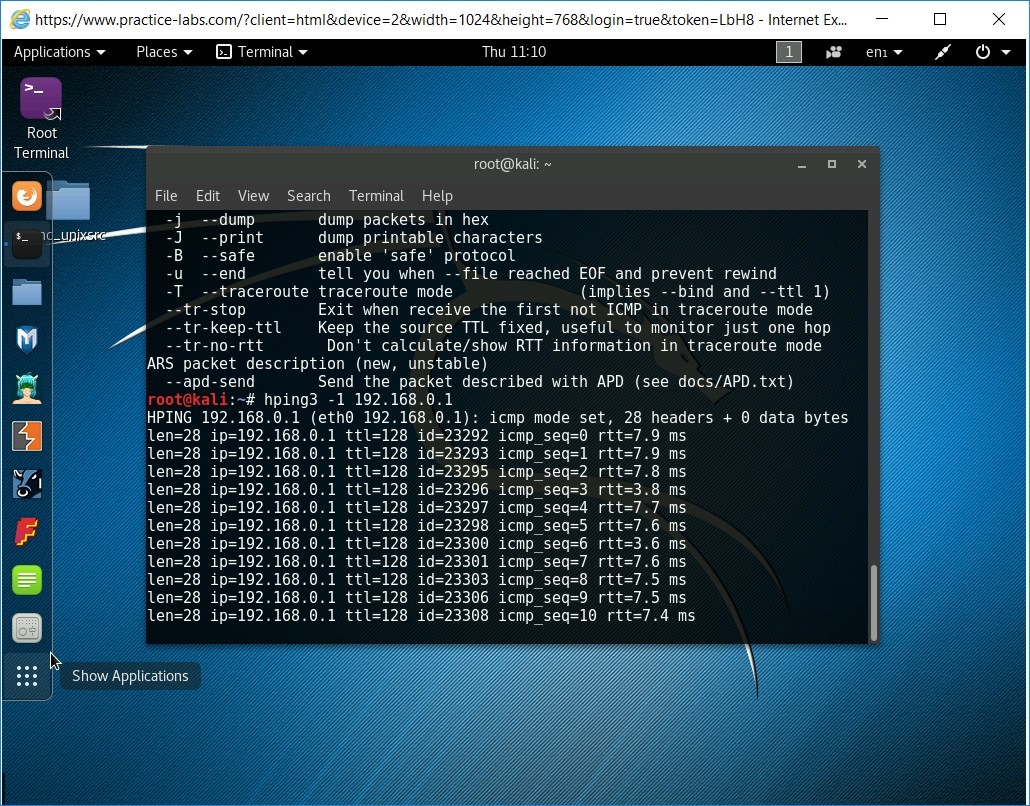 https://www.practice-labs.com/?client=html&device=2&width=1024&height=768&login=true&token=LbH8 - Internet Ex...
Applications Places Terminal Thu 11:10 1 en1
Root
Terminal
nc_unixsrc
root@kali: ~
File Edit View Search Terminal Help
-j --dump dump packets in hex
-J --print dump printable characters
-B --safe enable 'safe' protocol
-u --end tell you when --file reached EOF and prevent rewind
-T --traceroute traceroute mode (implies --bind and --ttl 1)
--tr-stop Exit when receive the first not ICMP in traceroute mode
--tr-keep-ttl Keep the source TTL fixed, useful to monitor just one hop
--tr-no-rtt Don't calculate/show RTT information in traceroute mode
ARS packet description (new, unstable)
--apd-send Send the packet described with APD (see docs/APD.txt)
root@kali:~# hping3 -1 192.168.0.1
HPING 192.168.0.1 (eth0 192.168.0.1): icmp mode set, 28 headers + 0 data bytes
len=28 ip=192.168.0.1 ttl=128 id=23292 icmp_seq=0 rtt=7.9 ms
len=28 ip=192.168.0.1 ttl=128 id=23293 icmp_seq=1 rtt=7.9 ms
len=28 ip=192.168.0.1 ttl=128 id=23295 icmp_seq=2 rtt=7.8 ms
len=28 ip=192.168.0.1 ttl=128 id=23296 icmp_seq=3 rtt=3.8 ms
len=28 ip=192.168.0.1 ttl=128 id=23297 icmp_seq=4 rtt=7.7 ms
len=28 ip=192.168.0.1 ttl=128 id=23298 icmp_seq=5 rtt=7.6 ms
len=28 ip=192.168.0.1 ttl=128 id=23300 icmp_seq=6 rtt=3.6 ms
len=28 ip=192.168.0.1 ttl=128 id=23301 icmp_seq=7 rtt=7.6 ms
len=28 ip=192.168.0.1 ttl=128 id=23303 icmp_seq=8 rtt=7.5 ms
len=28 ip=192.168.0.1 ttl=128 id=23306 icmp_seq=9 rtt=7.5 ms
len=28 ip=192.168.0.1 ttl=128 id=23308 icmp_seq=10 rtt=7.4 ms
Show Applications